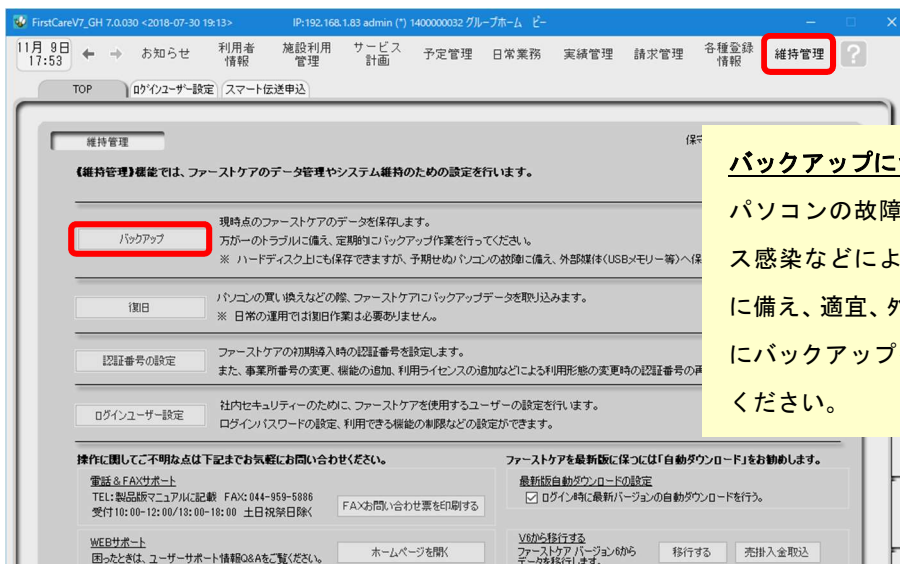 FirstCareV7_GH 7.0.030 <2018-07-30 19:13> IP:192.168.1.83 admin (*) 1400000032 グループホーム ビー
11月 9日
17:53
← → お知らせ 利用者情報 施設利用管理 サービス計画 予定管理 日常業務 実績管理 請求管理 各種登録情報 維持管理 ?
TOP ログインユーザー設定 スマート伝送申込
維持管理 保守
《維持管理》機能では、ファーストケアのデータ管理やシステム維持のための設定を行います。
バックアップ
現時点のファーストケアのデータを保存します。
万が一のトラブルに備え、定期的にバックアップ作業を行ってください。
※ ハードディスク上にも保存できますが、予期せぬパソコンの故障に備え、外部媒体(USBメモリー等)へ保
復旧
パソコンの買い換えなどの際、ファーストケアにバックアップデータを取り込みます。
※ 日常の運用では復旧作業は必要ありません。
認証番号の設定
ファーストケアの初期導入時の認証番号を設定します。
また、事業所番号の変更、機能の追加、利用ライセンスの追加などによる利用形態の変更時の認証番号の再
ログインユーザー設定
社内セキュリティーのために、ファーストケアを使用するユーザーの設定を行います。
ログインパスワードの設定、利用できる機能の制限などの設定ができます。
バックアップに
パソコンの故障
ス感染などによ
に備え、適宜、外
にバックアップ
ください。
操作に関してご不明な点は下記までお気軽にお問い合わせください。
電話&FAXサポート
TEL:製品版マニュアルに記載 FAX:044-959-5886
受付10:00-12:00/13:00-18:00 土日祝祭日除く
FAXお問い合わせ票を印刷する
WEBサポート
困ったときは、ユーザーサポート情報Q&Aをご覧ください。
ホームページを開く
ファーストケアを最新版に保つには「自動ダウンロード」をお勧めします。
最新版自動ダウンロードの設定
ログイン時に最新バージョンの自動ダウンロードを行う。
V6から移行する
ファーストケア バージョン6から
データを移行します。
移行する 売掛入金取込